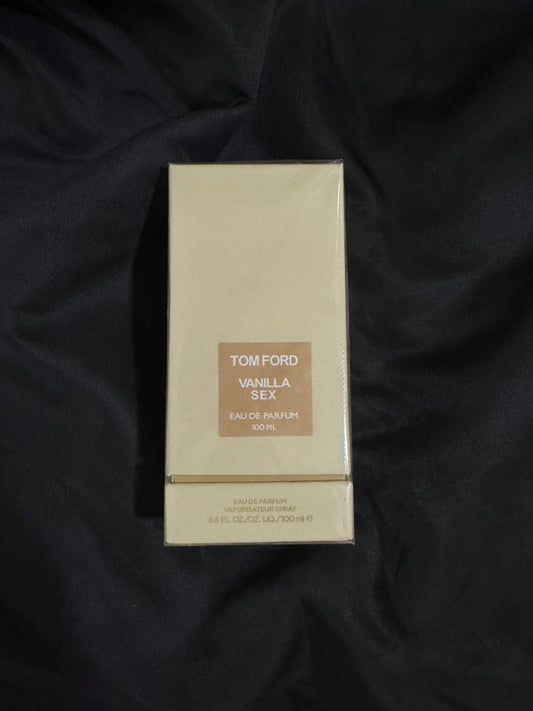 TOM FORD
VANILLA
SEX
EAU DE PARFUM
100 ML
EAU DE PARFUM
VAPORISATEUR SPRAY
3.4 FL. OZ./OZ. LIQ./100 ml ℮